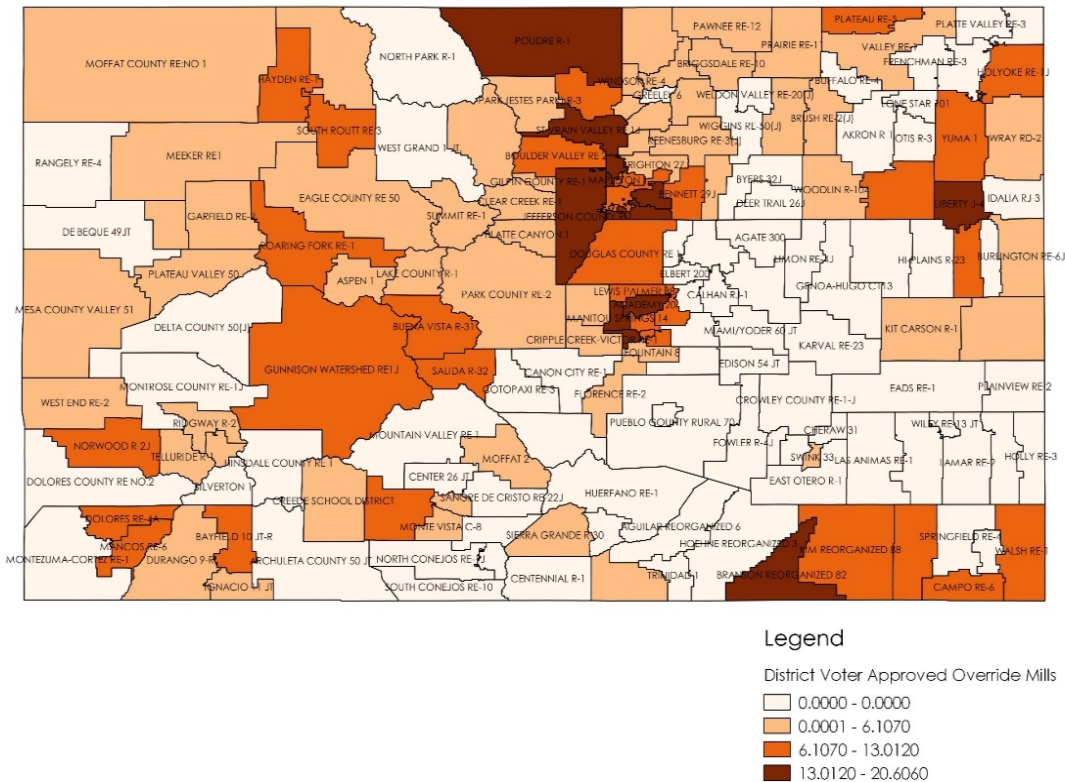 PAWNEE RE-12
PLATEAU RE-5
PLATTE VALLEY RE-3
POUDRE R-1
PRAIRIE RE-11
NORTH PARK R-1
VALLEY RE-1
FRENCHMAN RE-3
MOFFAT COUNTY RE:NO 1
BRIGGSDALE RE-10
HAYDEN RE-1
WINDSOR RE-4
BUFFALO RE-4
HOLYOKE RE-1J
GREELEY 6
WELDON VALLEY RE-20(J)
PARK (ESTES PARK) R-3
LONE STAR 101
SOUTH ROUTT RE 3
ST VRAIN VALLEY RE 1J
WIGGINS RE-50(J)
BRUSH RE-2(J)
AKRON R 1
OTIS R-3
YUMA 1
WRAY RD-2
KEENESBURG RE-3(J)
WEST GRAND 1 JT
MEEKER RE1
BOULDER VALLEY RE 2
RANGELY RE-4
BRIGHTON 27
GILPIN COUNTY RE-1
BYERS 32J
EAGLE COUNTY RE 50
BENNETT 29J
WOODLIN R-104
CLEAR CREEK RE-1
DEER TRAIL 26J
LIBERTY J-4
IDALIA RJ-3
GARFIELD RE-2
SUMMIT RE-1
JEFFERSON COUNTY R-1
DE BEQUE 49JT
PLATTE CANYON 1
AGATE 300
ROARING FORK RE-1
DOUGLAS COUNTY RE 1
LIMON RE-4J
HI-PLAINS R-23
BURLINGTON RE-6J
PLATEAU VALLEY 50
LAKE COUNTY R-1
ELBERT 200
ASPEN 1
GENOA-HUGO C113
PARK COUNTY RE-2
LEWIS PALMER 38
CALHAN RJ-1
MESA COUNTY VALLEY 51
ACADEMY 20
DELTA COUNTY 50(J)
BUENA VISTA R-31
MANITOU SPRINGS 14
MIAMI/YODER 60 JT
KIT CARSON R-1
CRIPPLE CREEK-VICTOR RE-1
KARVAL RE-23
FOUNTAIN 8
EDISON 54 JT
GUNNISON WATERSHED RE1J
SALIDA R-32
CANON CITY RE-1
MONTROSE COUNTY RE-1J
COTOPAXI RE-3
EADS RE-1
PLAINVIEW RE 2
WEST END RE-2
FLORENCE RE-2
CROWLEY COUNTY RE-1-J
RIDGWAY R-2
PUEBLO COUNTY RURAL 70
CHERAW 31
WILEY RE-13 JT
MOUNTAIN VALLEY RE 1
FOWLER R-4J
NORWOOD R-2J
TELLURIDE R-1
MOFFAT 2
SWINK 33
LAS ANIMAS RE-1
LAMAR RE-2
HOLLY RE-3
HINSDALE COUNTY RE 1
DOLORES COUNTY RE NO.2
CENTER 26 JT
EAST OTERO R-1
SILVERTON 1
HUERFANO RE-1
CREEDE SCHOOL DISTRICT
SANGRE DE CRISTO RE 22J
DOLORES RE-4A
MONTE VISTA C-8
AGUILAR REORGANIZED 6
BAYFIELD 10 JT-R
SIERRA GRANDE R-30
SPRINGFIELD RE-4
MANCOS RE-6
HOEHNE REORGANIZED 3
KIM REORGANIZED 88
WALSH RE-1
MONTEZUMA-CORTEZ RE-1
DURANGO 9-R
ARCHULETA COUNTY 50 JT
NORTH CONEJOS RE-1J
CENTENNIAL R-1
TRINIDAD 1
BRANSON REORGANIZED 82
IGNACIO 11 JT
SOUTH CONEJOS RE-10
CAMPO RE-6
Legend
District Voter Approved Override Mills
0.0000 - 0.0000
0.0001 - 6.1070
6.1070 - 13.0120
13.0120 - 20.6060